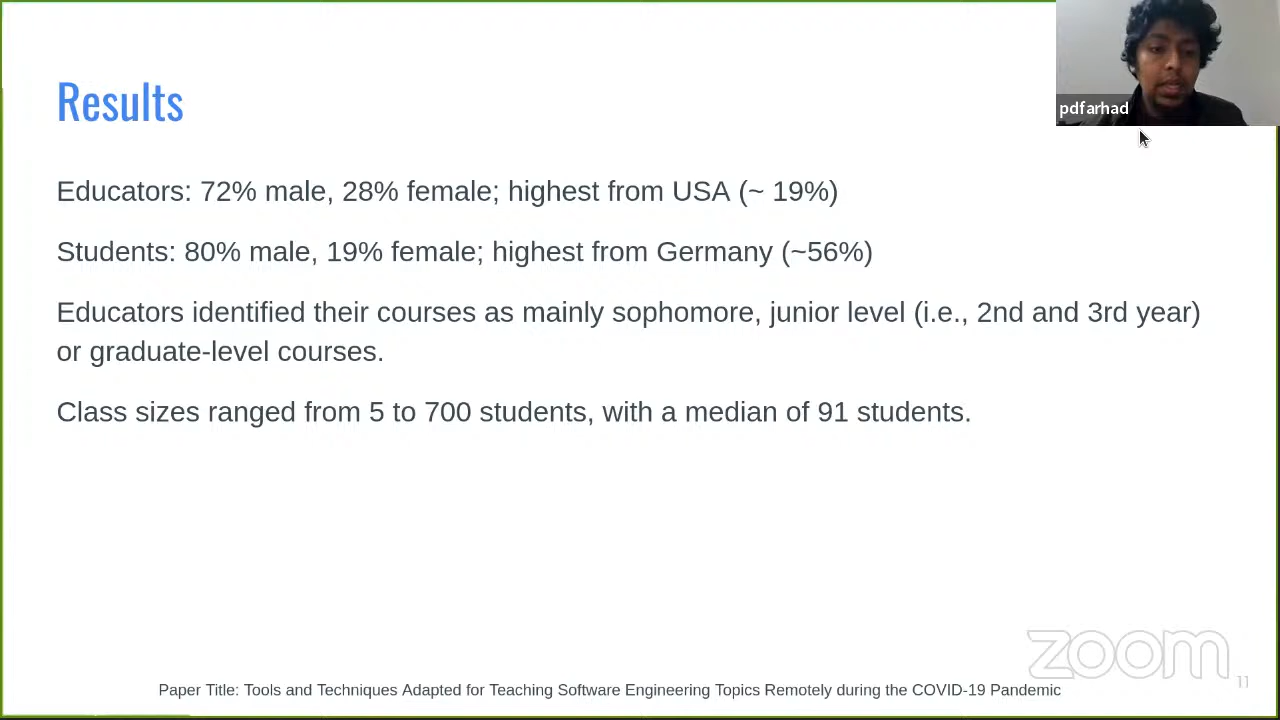 Results
pdfarhad
Educators: 72% male, 28% female; highest from USA (~ 19%)
Students: 80% male, 19% female; highest from Germany (~56%)
Educators identified their courses as mainly sophomore, junior level (i.e., 2nd and 3rd year)
or graduate-level courses.
Class sizes ranged from 5 to 700 students, with a median of 91 students.
zoom
11
Paper Title: Tools and Techniques Adapted for Teaching Software Engineering Topics Remotely during the COVID-19 Pandemic